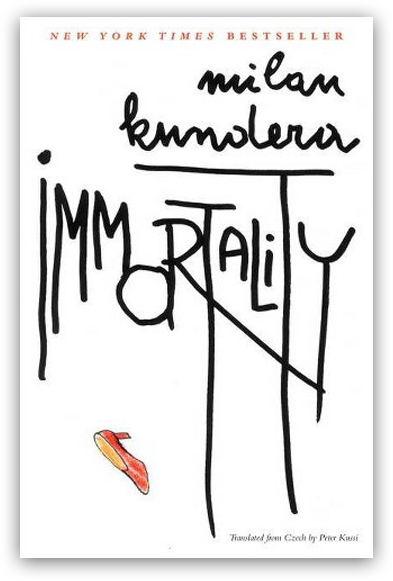 NEW YORK TIMES BESTSELLER
milan
kundera
iMMORTALiTY
Translated from Czech by Peter Kussi